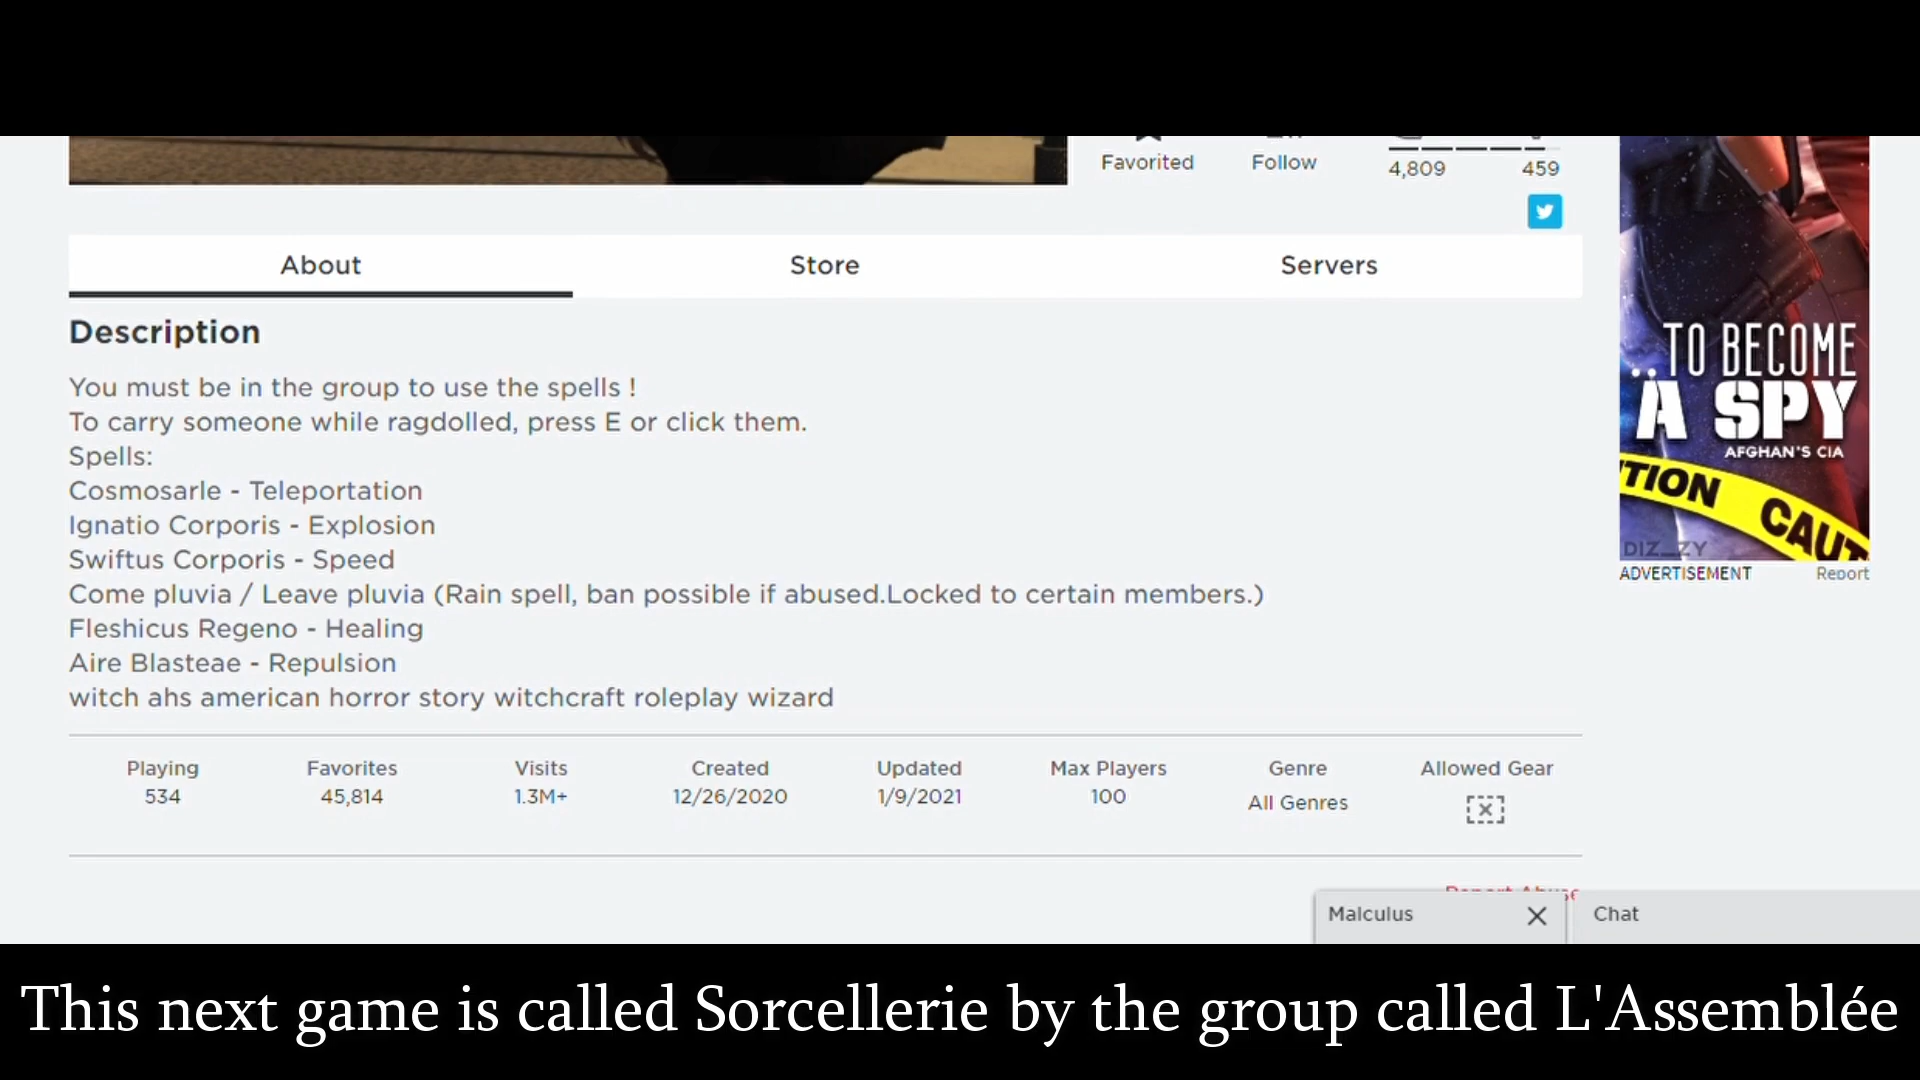 Favorited
Follow
4,809
459
About
Store
Servers
Description
You must be in the group to use the spells !
To carry someone while ragdolled, press E or click them.
Spells:
Cosmosarle - Teleportation
Ignatio Corporis - Explosion
Swiftus Corporis - Speed
Come pluvia / Leave pluvia (Rain spell, ban possible if abused.Locked to certain members.)
Fleshicus Regeno - Healing
Aire Blasteae - Repulsion
witch ahs american horror story witchcraft roleplay wizard
Playing
534
Favorites
45,814
Visits
1.3M+
Created
12/26/2020
Updated
1/9/2021
Max Players
100
Genre
All Genres
Allowed Gear
Report Abuse
Malculus
Chat
..TO BECOME
A SPY
AFGHAN'S CIA
TION CAUT
DIZ_ZY
ADVERTISEMENT
Report
This next game is called Sorcellerie by the group called L'Assemblée